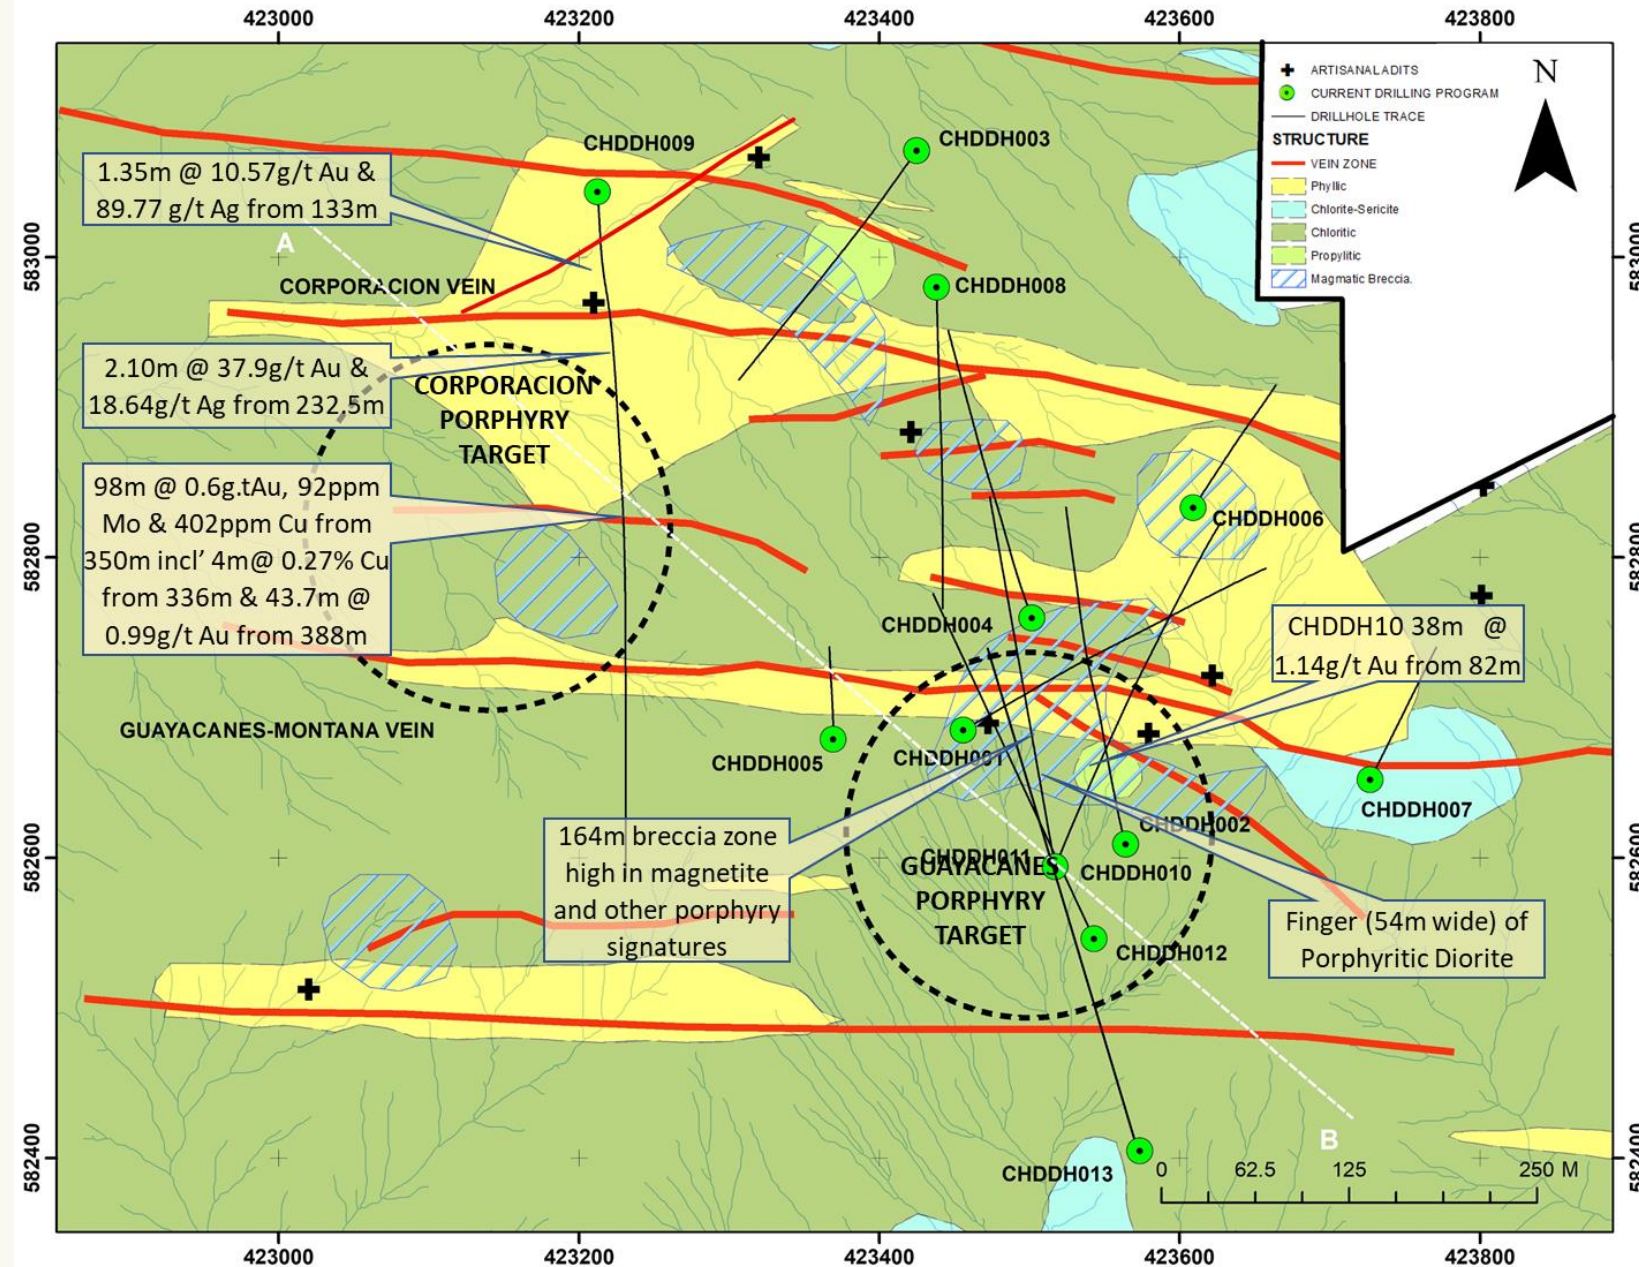 423000
423200
423400
423600
423800
ARTISANAL ADITS
CURRENT DRILLING PROGRAM
DRILLHOLE TRACE
STRUCTURE
VEIN ZONE
Phyllic
Chlorite-Sericite
Chloritic
Propylitic
Magmatic Breccia.
N
CHDDH009
CHDDH003
1.35m @ 10.57g/t Au &
89.77 g/t Ag from 133m
A
583000
583000
CORPORACION VEIN
CHDDH008
2.10m @ 37.9g/t Au &
18.64g/t Ag from 232.5m
CORPORACION
PORPHYRY
TARGET
98m @ 0.6g.tAu, 92ppm
Mo & 402ppm Cu from
350m incl’ 4m@ 0.27% Cu
from 336m & 43.7m @
0.99g/t Au from 388m
CHDDH006
582800
582800
CHDDH004
CHDDH10 38m @
1.14g/t Au from 82m
GUAYACANES-MONTANA VEIN
CHDDH005
CHDDH001
CHDDH007
CHDDH002
164m breccia zone
high in magnetite
and other porphyry
signatures
CHDDH011
CHDDH010
582600
582600
GUAYACANES
PORPHYRY
TARGET
CHDDH012
Finger (54m wide) of
Porphyritic Diorite
B
CHDDH013
582400
582400
0 62.5 125 250 M
423000
423200
423400
423600
423800